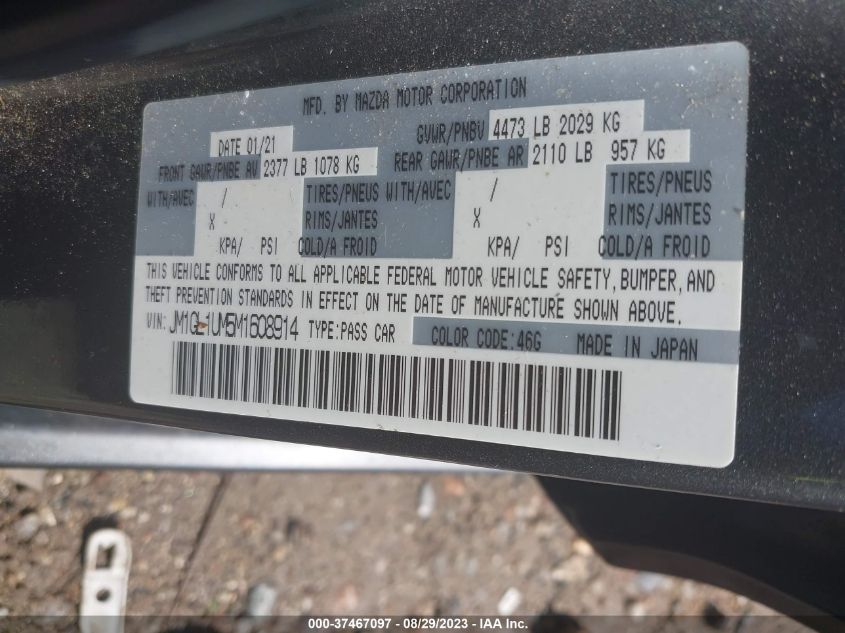 MFD. BY MAZDA MOTOR CORPORATION
DATE 01/21 GVWR/PNBV 4473 LB 2029 KG
FRONT GAWR/PNBE AV 2377 LB 1078 KG REAR GAWR/PNBE AR 2110 LB 957 KG
WITH/AVEC / TIRES/PNEUS WITH/AVEC / TIRES/PNEUS
X RIMS/JANTES X RIMS/JANTES
KPA/ PSI COLD/A FROID KPA/ PSI COLD/A FROID
THIS VEHICLE CONFORMS TO ALL APPLICABLE FEDERAL MOTOR VEHICLE SAFETY, BUMPER, AND
THEFT PREVENTION STANDARDS IN EFFECT ON THE DATE OF MANUFACTURE SHOWN ABOVE.
VIN: JM1GL1UM5M1608914 TYPE:PASS CAR COLOR CODE:46G MADE IN JAPAN
000-37467097 - 08/29/2023 - IAA Inc.